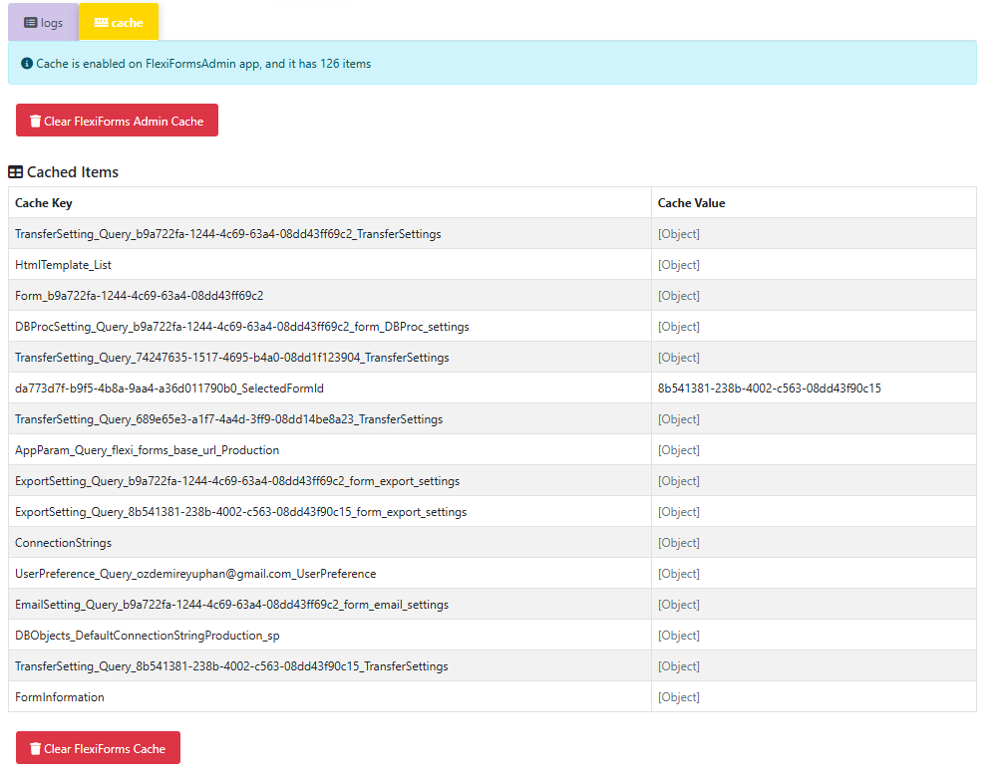 logs cache
Cache is enabled on FlexiFormsAdmin app, and it has 126 items
Clear FlexiForms Admin Cache
Cached Items
Cache Key Cache Value
TransferSetting_Query_b9a722fa-1244-4c69-63a4-08dd43ff69c2_TransferSettings [Object]
HtmlTemplate_List [Object]
Form_b9a722fa-1244-4c69-63a4-08dd43ff69c2 [Object]
DBProcSetting_Query_b9a722fa-1244-4c69-63a4-08dd43ff69c2_form_DBProc_settings [Object]
TransferSetting_Query_74247635-1517-4695-b4a0-08dd1f123904_TransferSettings [Object]
da773d7f-b9f5-4b8a-9aa4-a36d011790b0_SelectedFormId 8b541381-238b-4002-c563-08dd43f90c15
TransferSetting_Query_689e65e3-a1f7-4a4d-3ff9-08dd14be8a23_TransferSettings [Object]
AppParam_Query_flexi_forms_base_url_Production [Object]
ExportSetting_Query_b9a722fa-1244-4c69-63a4-08dd43ff69c2_form_export_settings [Object]
ExportSetting_Query_8b541381-238b-4002-c563-08dd43f90c15_form_export_settings [Object]
ConnectionStrings [Object]
UserPreference_Query_ozdemireyuphan@gmail.com_UserPreference [Object]
EmailSetting_Query_b9a722fa-1244-4c69-63a4-08dd43ff69c2_form_email_settings [Object]
DBObjects_DefaultConnectionStringProduction_sp [Object]
TransferSetting_Query_8b541381-238b-4002-c563-08dd43f90c15_TransferSettings [Object]
FormInformation [Object]
Clear FlexiForms Cache